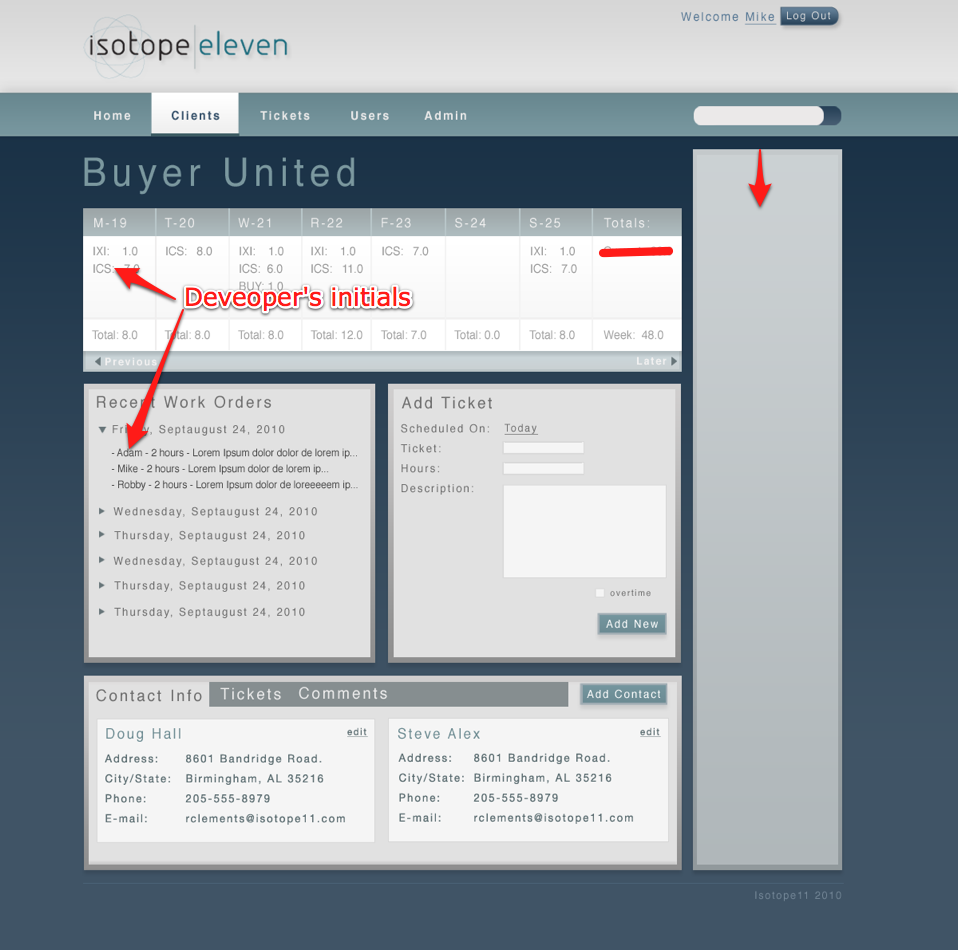 Welcome Mike Log Out
isotope|eleven
Home Clients Tickets Users Admin
Buyer United
M-19 T-20 W-21 R-22 F-23 S-24 S-25 Totals:
IXI: 1.0 ICS: 8.0 IXI: 1.0 IXI: 1.0 ICS: 7.0 IXI: 1.0
ICS: 7.0 ICS: 6.0 ICS: 11.0 ICS: 7.0
BUY: 1.0
Deveoper's initials
Total: 8.0 Total: 8.0 Total: 8.0 Total: 12.0 Total: 7.0 Total: 0.0 Total: 8.0 Week: 48.0
Previous Later
Recent Work Orders
Friday, Septaugust 24, 2010
- Adam - 2 hours - Lorem Ipsum dolor dolor de lorem ip...
- Mike - 2 hours - Lorem Ipsum dolor de lorem ip...
- Robby - 2 hours - Lorem Ipsum dolor de loreeeeem ip...
Wednesday, Septaugust 24, 2010
Thursday, Septaugust 24, 2010
Wednesday, Septaugust 24, 2010
Thursday, Septaugust 24, 2010
Thursday, Septaugust 24, 2010
Add Ticket
Scheduled On: Today
Ticket:
Hours:
Description:
overtime
Add New
Contact Info Tickets Comments Add Contact
Doug Hall edit
Address: 8601 Bandridge Road.
City/State: Birmingham, AL 35216
Phone: 205-555-8979
E-mail: rclements@isotope11.com
Steve Alex edit
Address: 8601 Bandridge Road.
City/State: Birmingham, AL 35216
Phone: 205-555-8979
E-mail: rclements@isotope11.com
Isotope11 2010